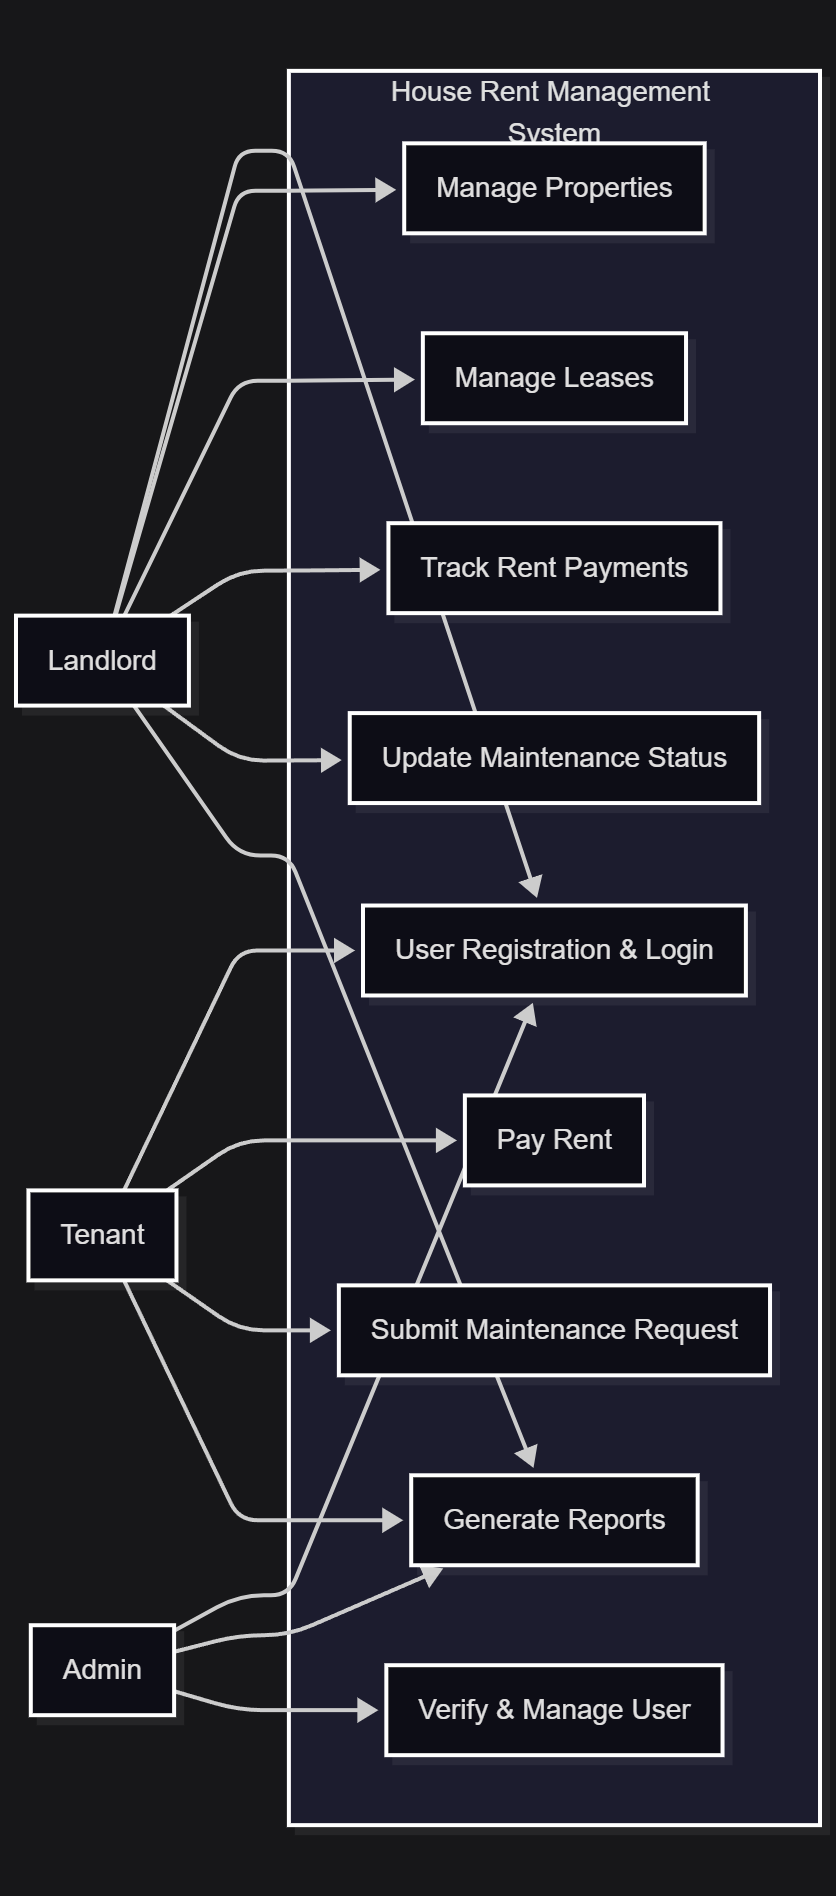 House Rent Management
System
Manage Properties
Manage Leases
Track Rent Payments
Landlord
Update Maintenance Status
User Registration & Login
Pay Rent
Tenant
Submit Maintenance Request
Generate Reports
Admin
Verify & Manage User